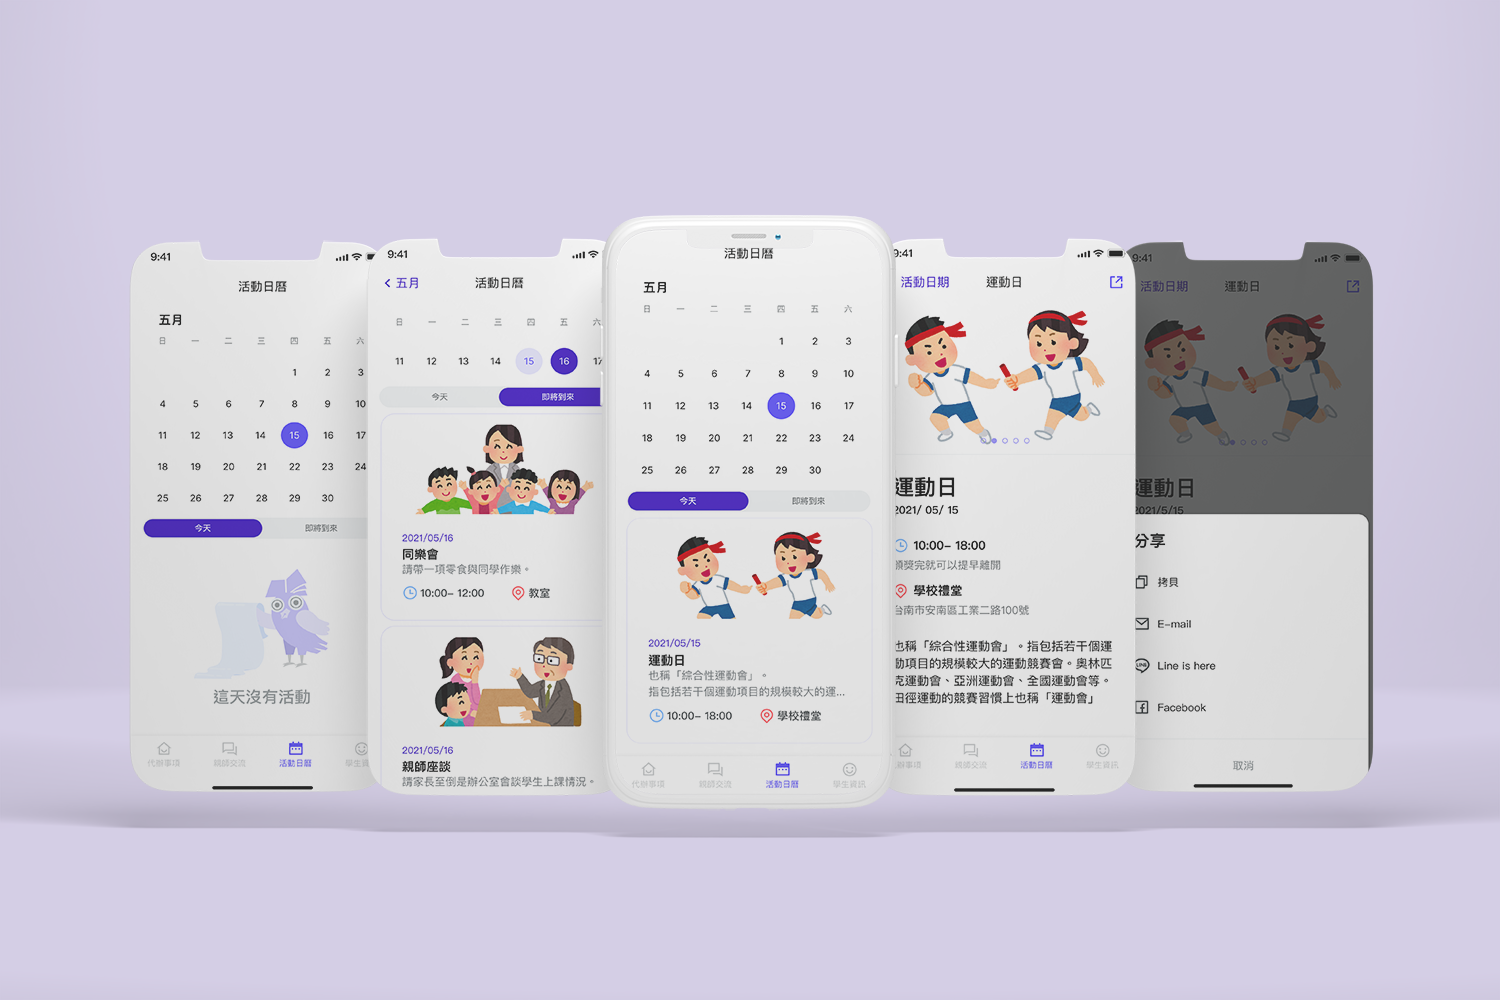 9:41
活動日曆
五月
日 一 二 三 四 五 六
1 2 3
4 5 6 7 8 9 10
11 12 13 14 15 16 17
18 19 20 21 22 23 24
25 26 27 28 29 30
今天 即將到來
這天沒有活動
代辦事項 親師交流 活動日曆 學生
9:41
五月 活動日曆
日 一 二 三 四 五 六
11 12 13 14 15 16 17
今天 即將到來
2021/05/16
同樂會
請帶一項零食與同學作樂。
10:00– 12:00 教室
2021/05/16
親師座談
請家長至倒是辦公室會談學生上課情況。
活動日曆
五月
日 一 二 三 四 五 六
1 2 3
4 5 6 7 8 9 10
11 12 13 14 15 16 17
18 19 20 21 22 23 24
25 26 27 28 29 30
今天 即將到來
2021/05/15
運動日
也稱「綜合性運動會」。
指包括若干個運動項目的規模較大的運...
10:00– 18:00 學校禮堂
代辦事項 親師交流 活動日曆 學生資訊
9:41
活動日期 運動日
運動日
2021/ 05/ 15
10:00– 18:00
頒獎完就可以提早離開
學校禮堂
台南市安南區工業二路100號
也稱「綜合性運動會」。指包括若干個運
動項目的規模較大的運動競賽會。奧林匹
克運動會、亞洲運動會、全國運動會等。
田徑運動的競賽習慣上也稱「運動會」
辦事項 親師交流 活動日曆 學生資訊
9:41
活動日期 運動日
運動日
2021/5/15
分享
拷貝
E-mail
LINE Line is here
Facebook
取消